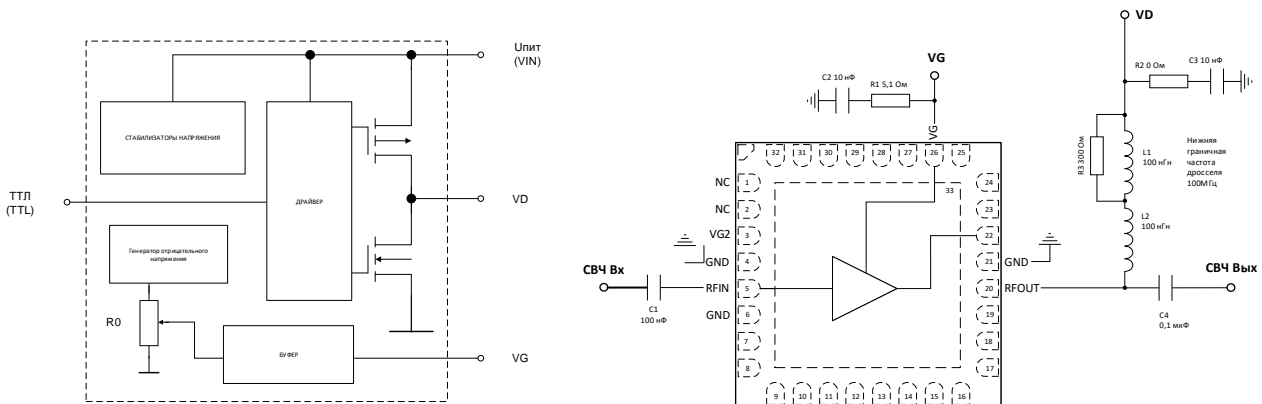 Uпит
(VIN)
СТАБИЛИЗАТОРЫ НАПРЯЖЕНИЯ
ТТЛ
(TTL)
ДРАЙВЕР
VD
Генератор отрицательного
напряжения
R0
БУФЕР
VG
VD
R2 0 Ом
C3 10 нФ
VG
C2 10 нФ
R1 5,1 Ом
VG
R3 300 Ом
L1
100 нГн
Нижняя
граничная
частота
дросселя
100МГц
L2
100 нГн
32
31
30
29
28
27
26
25
NC
1
NC
2
VG2
3
GND
4
RFIN
5
GND
6
7
8
33
24
23
22
21
GND
20
RFOUT
19
18
17
9
10
11
12
13
14
15
16
СВЧ Вх
C1
100 нФ
СВЧ Вых
C4
0,1 мкФ